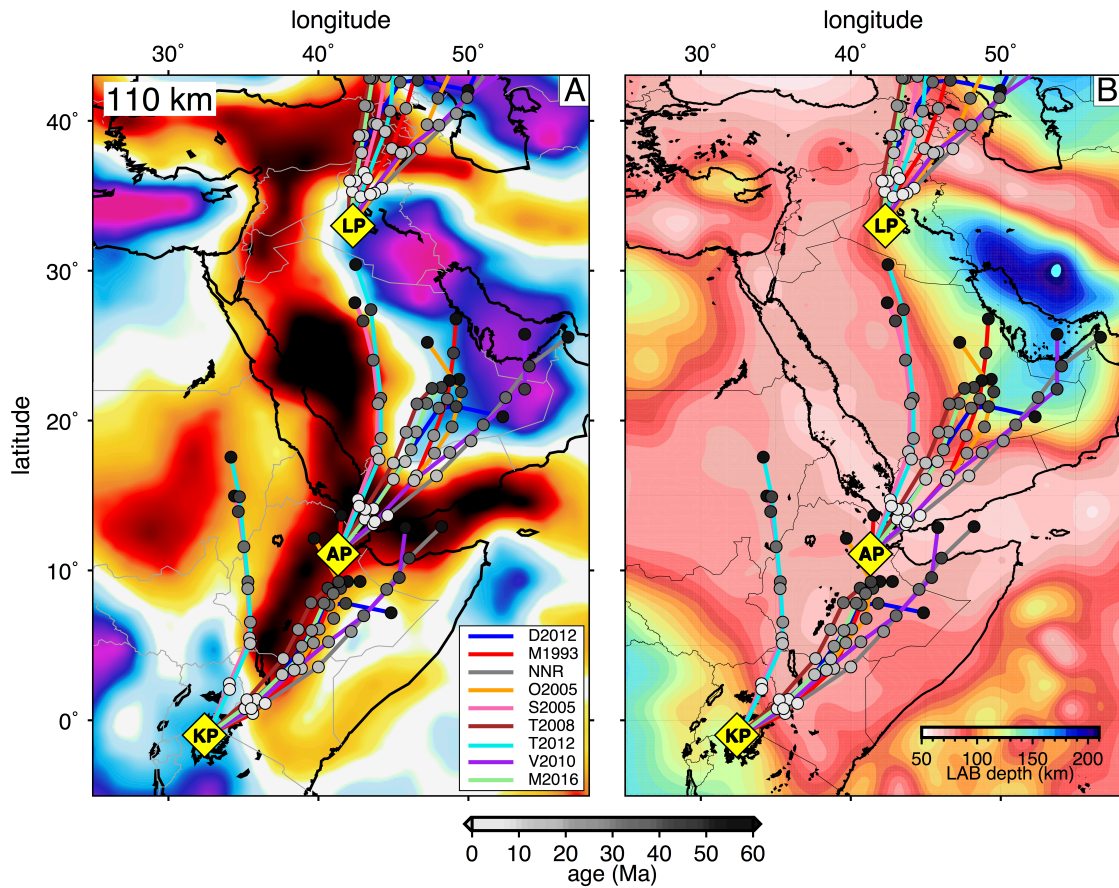 longitude
longitude
30° 40° 50°
30° 40° 50°
110 km
A
B
40°
30°
20°
10°
0°
latitude
LP
AP
KP
LP
AP
KP
D2012
M1993
NNR
O2005
S2005
T2008
T2012
V2010
M2016
50 100 150 200
LAB depth (km)
0 10 20 30 40 50 60
age (Ma)